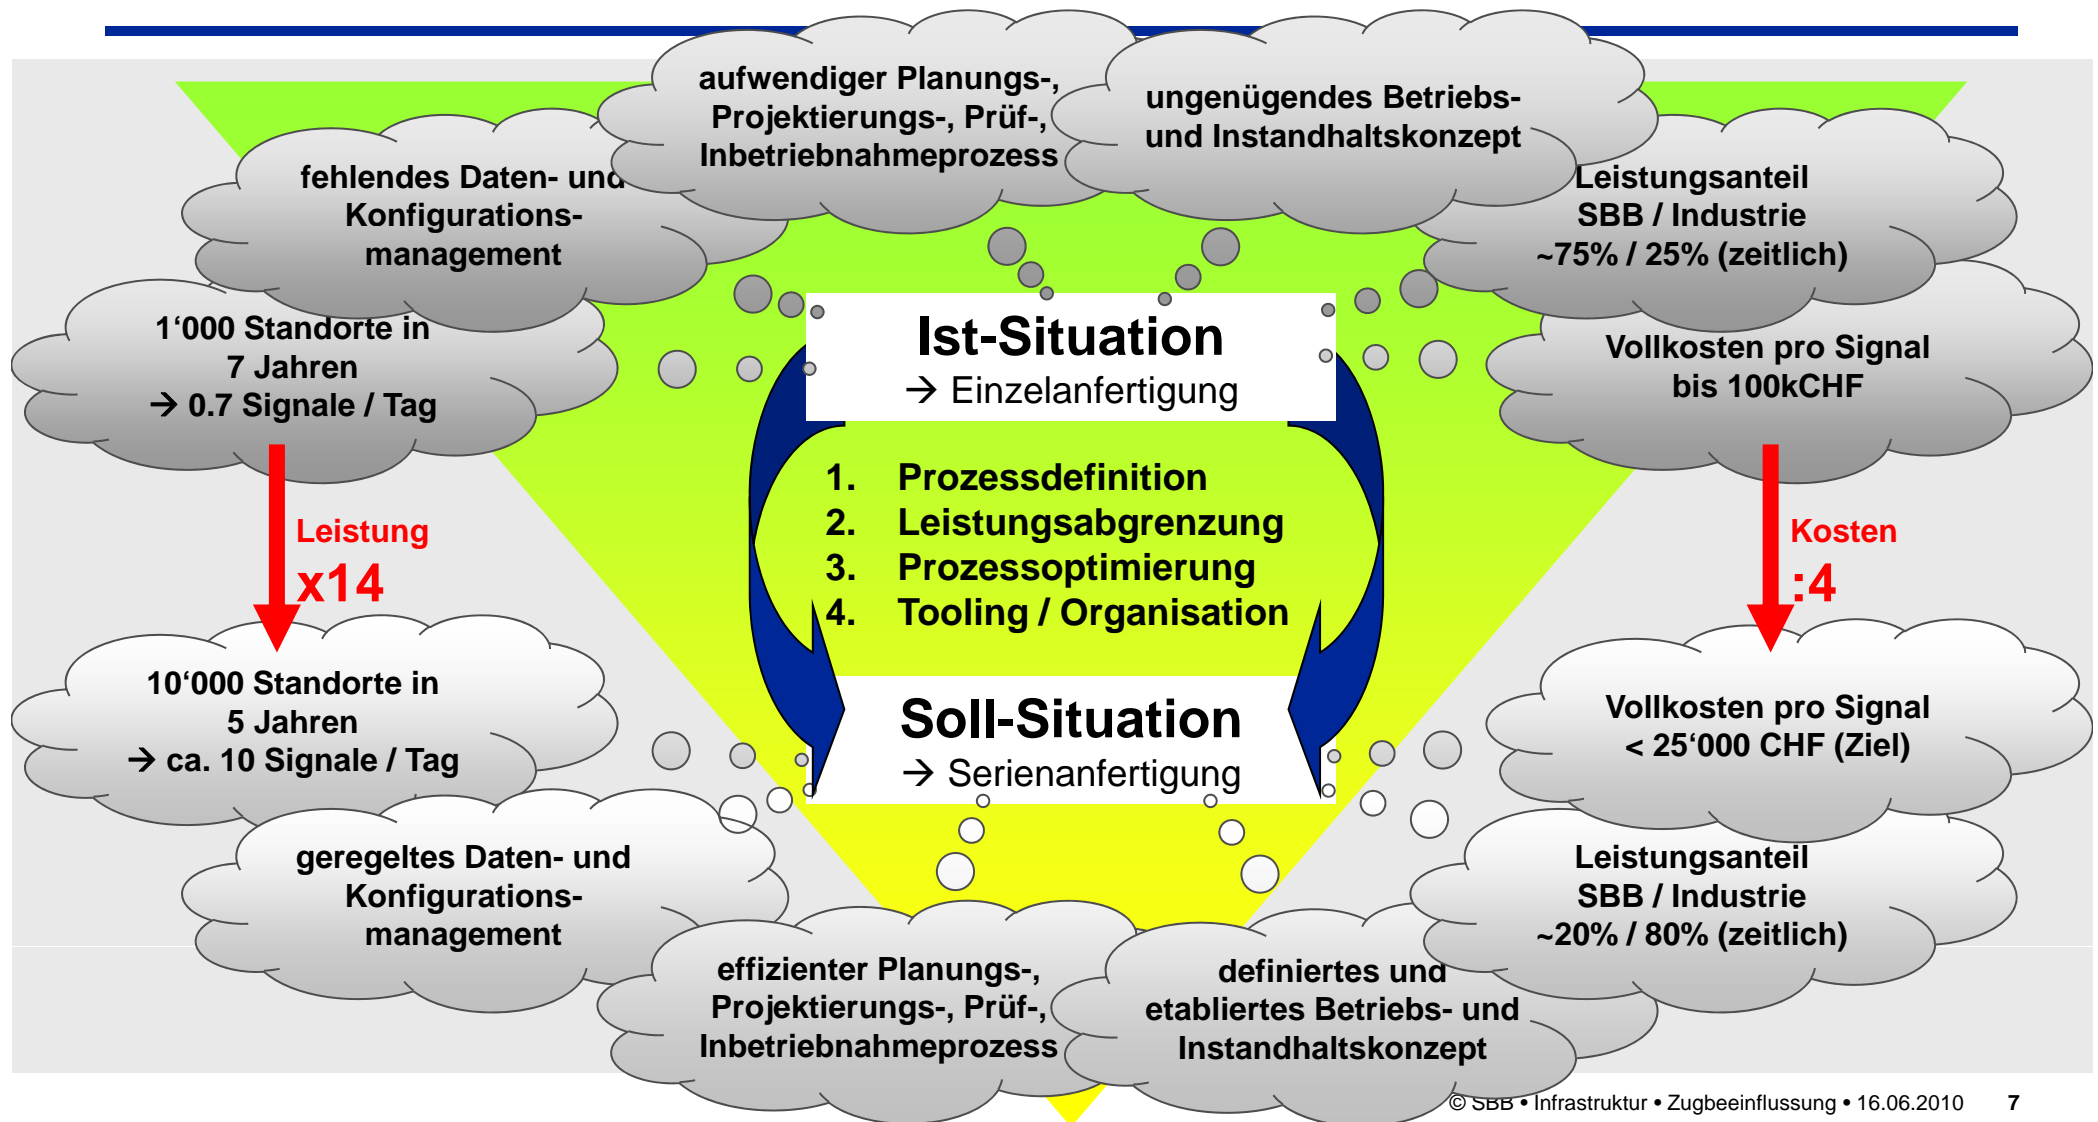 aufwendiger Planungs-,
Projektierungs-, Prüf-,
Inbetriebnahmeprozess
ungenügendes Betriebs-
und Instandhaltskonzept
fehlendes Daten- und
Konfigurations-
management
Leistungsanteil
SBB / Industrie
~75% / 25% (zeitlich)
1‘000 Standorte in
7 Jahren
→ 0.7 Signale / Tag
Ist-Situation
→ Einzelanfertigung
Vollkosten pro Signal
bis 100kCHF
1. Prozessdefinition
2. Leistungsabgrenzung
3. Prozessoptimierung
4. Tooling / Organisation
Leistung
x14
Kosten
:4
10‘000 Standorte in
5 Jahren
→ ca. 10 Signale / Tag
Soll-Situation
→ Serienanfertigung
Vollkosten pro Signal
< 25‘000 CHF (Ziel)
geregeltes Daten- und
Konfigurations-
management
Leistungsanteil
SBB / Industrie
~20% / 80% (zeitlich)
effizienter Planungs-,
Projektierungs-, Prüf-,
Inbetriebnahmeprozess
definiertes und
etabliertes Betriebs- und
Instandhaltskonzept
© SBB • Infrastruktur • Zugbeeinflussung • 16.06.2010 7